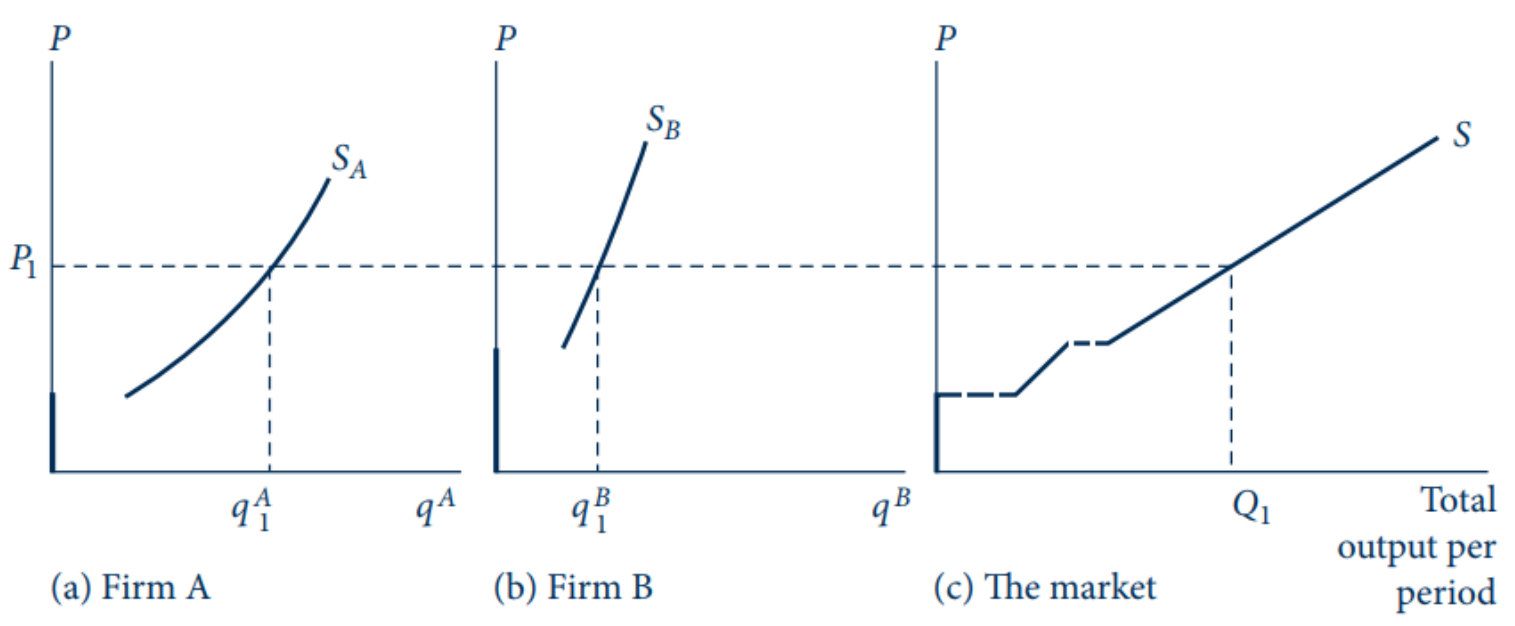 P
S_A
P_1
q_1^A
q^A
(a) Firm A
P
S_B
q_1^B
q^B
(b) Firm B
P
S
Q_1
Total
output per
period
(c) The market